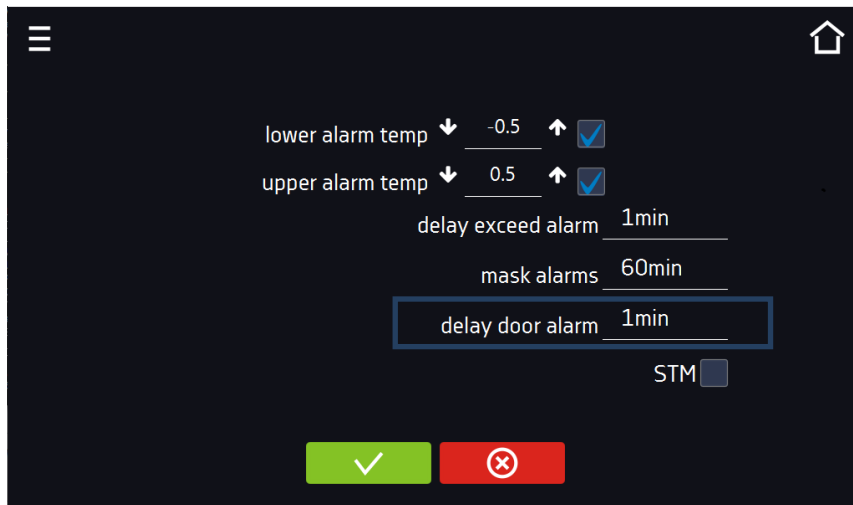 lower alarm temp -0.5
upper alarm temp 0.5
delay exceed alarm 1min
mask alarms 60min
delay door alarm 1min
STM